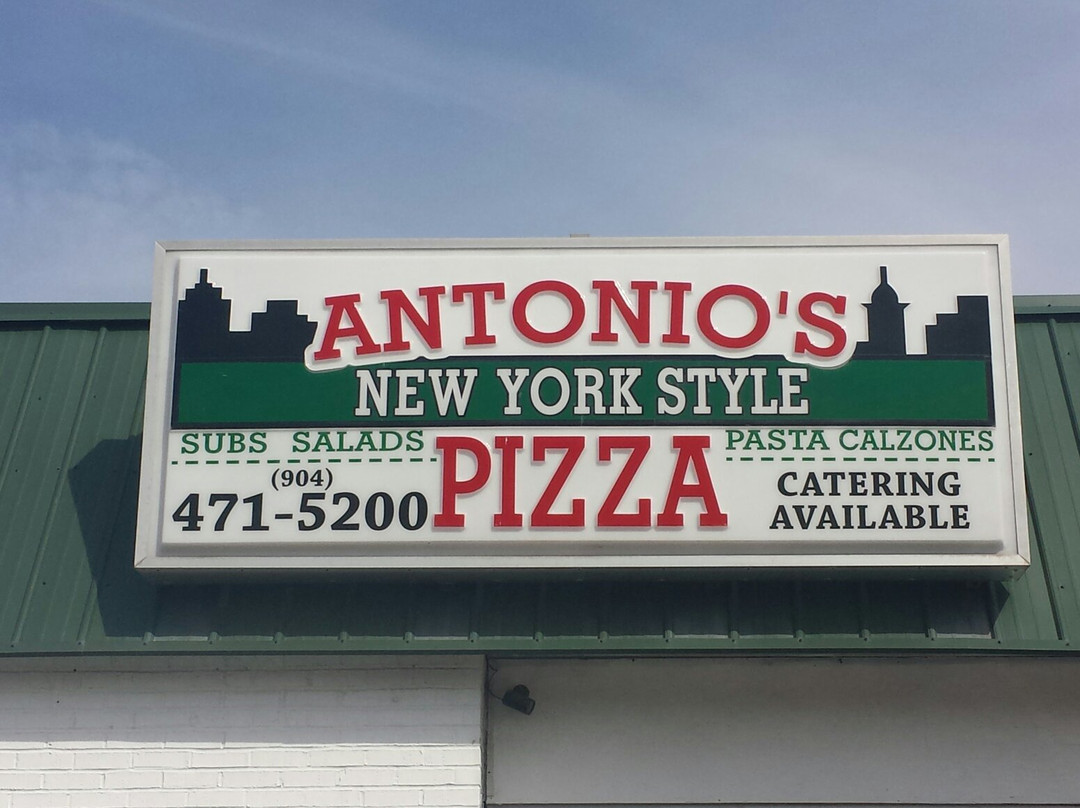 ANTONIO'S
NEW YORK STYLE
SUBS SALADS
PIZZA
PASTA CALZONES
(904)
471-5200
CATERING
AVAILABLE